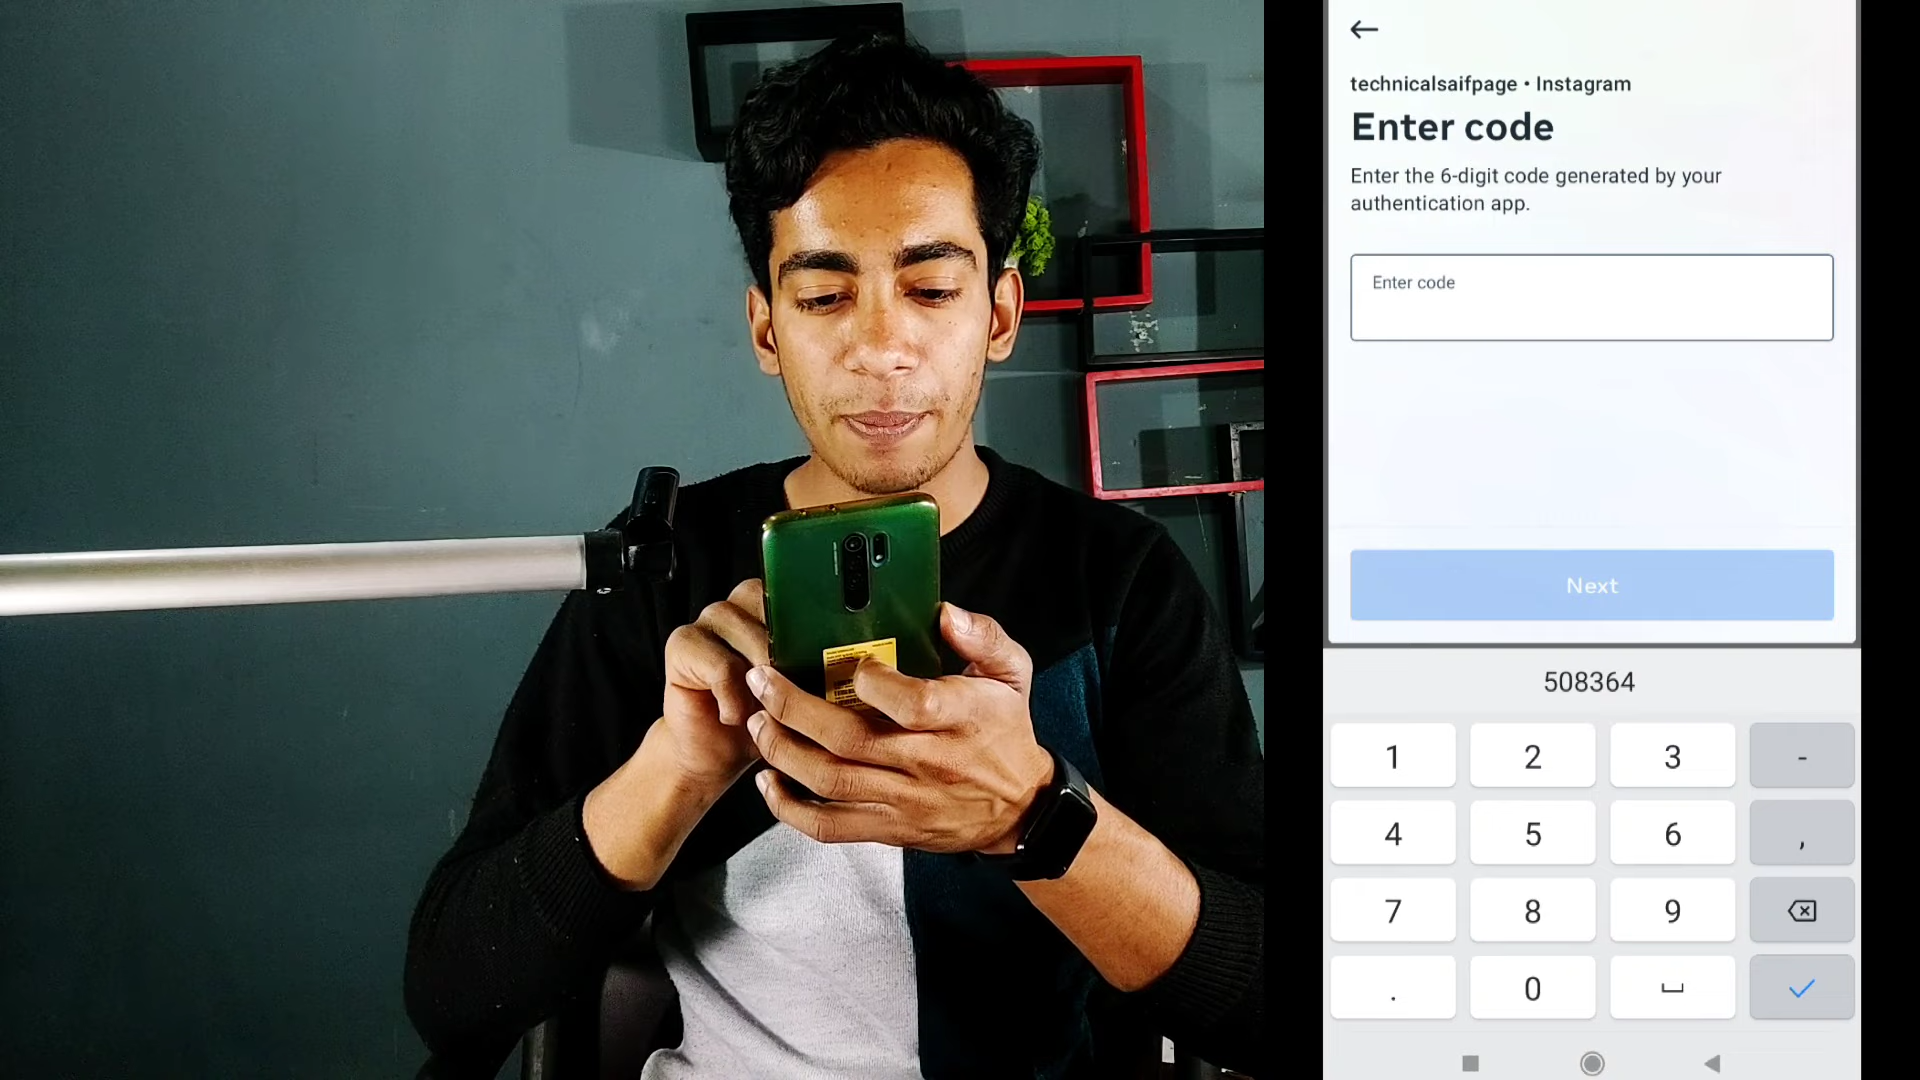 technicalsaifpage • Instagram
Enter code
Enter the 6-digit code generated by your
authentication app.
Enter code
Next
508364
1 2 3 -
4 5 6 ,
7 8 9
. 0